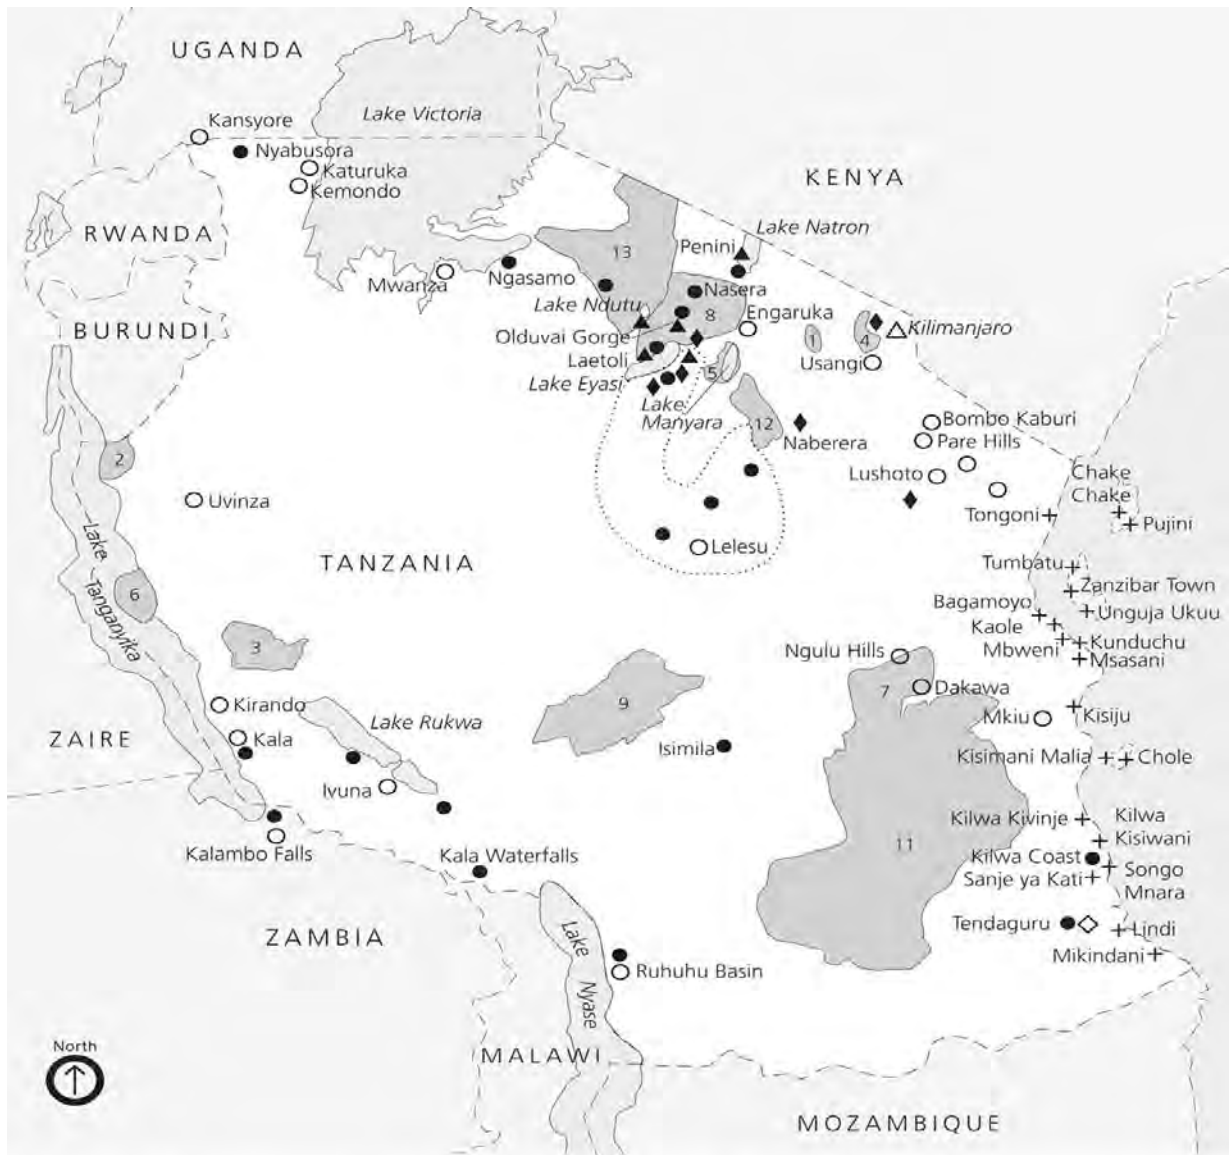 UGANDA
Kansyore
Lake Victoria
Nyabusora
Katuruka
Kemondo
KENYA
RWANDA
Lake Natron
13
Penini
Mwanza
Ngasamo
Nasera
Lake Ndutu
8
Engaruka
BURUNDI
Olduvai Gorge
1
4
Kilimanjaro
Laetoli
Usangi
Lake Eyasi
5
Lake
Manyara
12
Naberera
Bombo Kaburi
Pare Hills
2
Lushoto
Chake
Chake
Uvinza
Tongoni
Pujini
Lake
Tanganyika
TANZANIA
Lelesu
Tumbatu
Zanzibar Town
6
Bagamoyo
Unguja Ukuu
Kaole
3
Ngulu Hills
Mbweni
Kunduchu
Msasani
7
Dakawa
9
Kirando
Lake Rukwa
Mkiu
Kisiju
ZAIRE
Kala
Isimila
Kisimani Malia
Chole
Ivuna
Kilwa Kivinje
Kilwa
Kisiwani
11
Kalambo Falls
Kala Waterfalls
Kilwa Coast
Sanje ya Kati
Songo
Mnara
ZAMBIA
Lake
Nyase
Tendaguru
Lindi
Mikindani
Ruhuhu Basin
North
MALAWI
MOZAMBIQUE